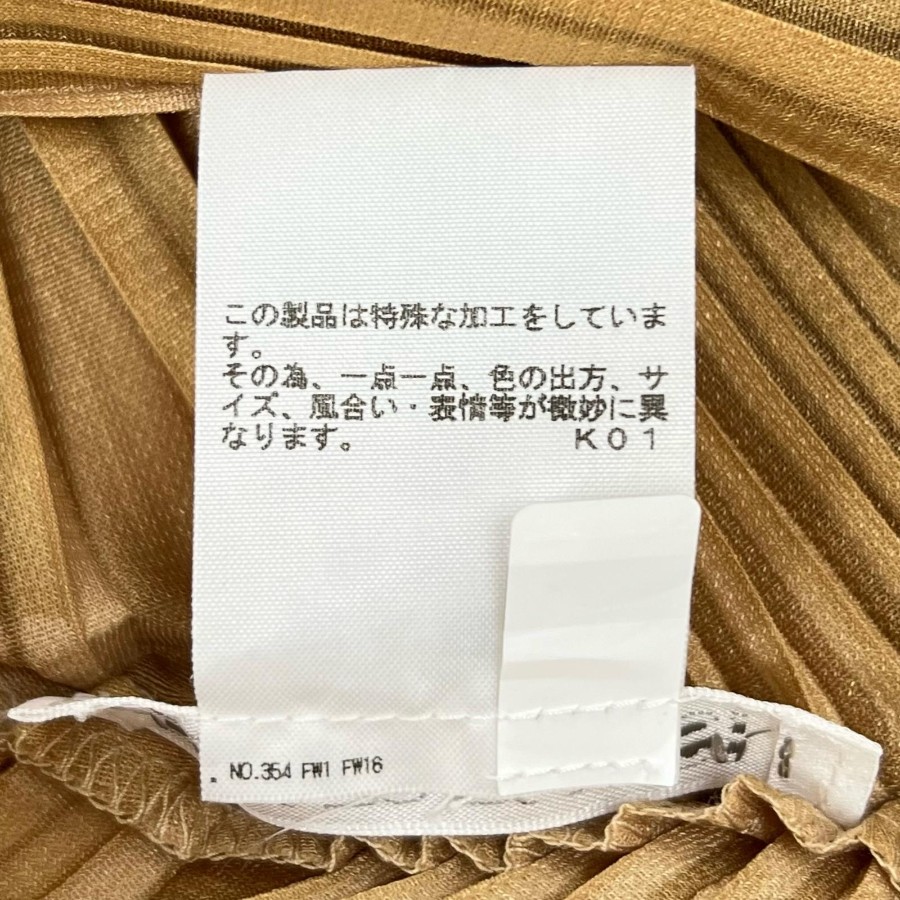 この製品は特殊な加工をしていま
す。
その為、一点一点、色の出方、サ
イズ、風合い・表情等が微妙に異
なります。 K01
. NO.354 FW1 FW16